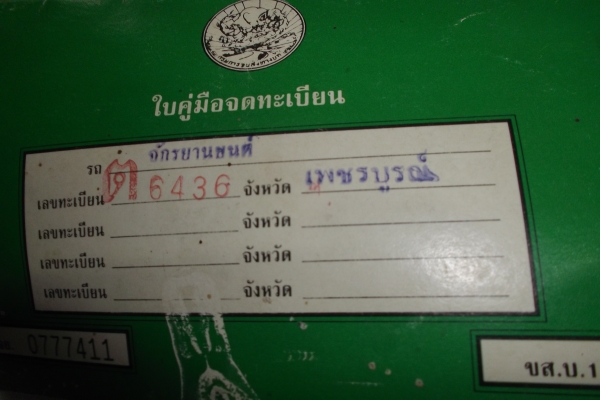 ใบคู่มือจดทะเบียน
รถ จักรยานยนต์
เลขทะเบียน ต 6436 จังหวัด เพชรบูรณ์
เลขทะเบียน จังหวัด
เลขทะเบียน จังหวัด
เลขทะเบียน จังหวัด
0777411
ขส.บ.1